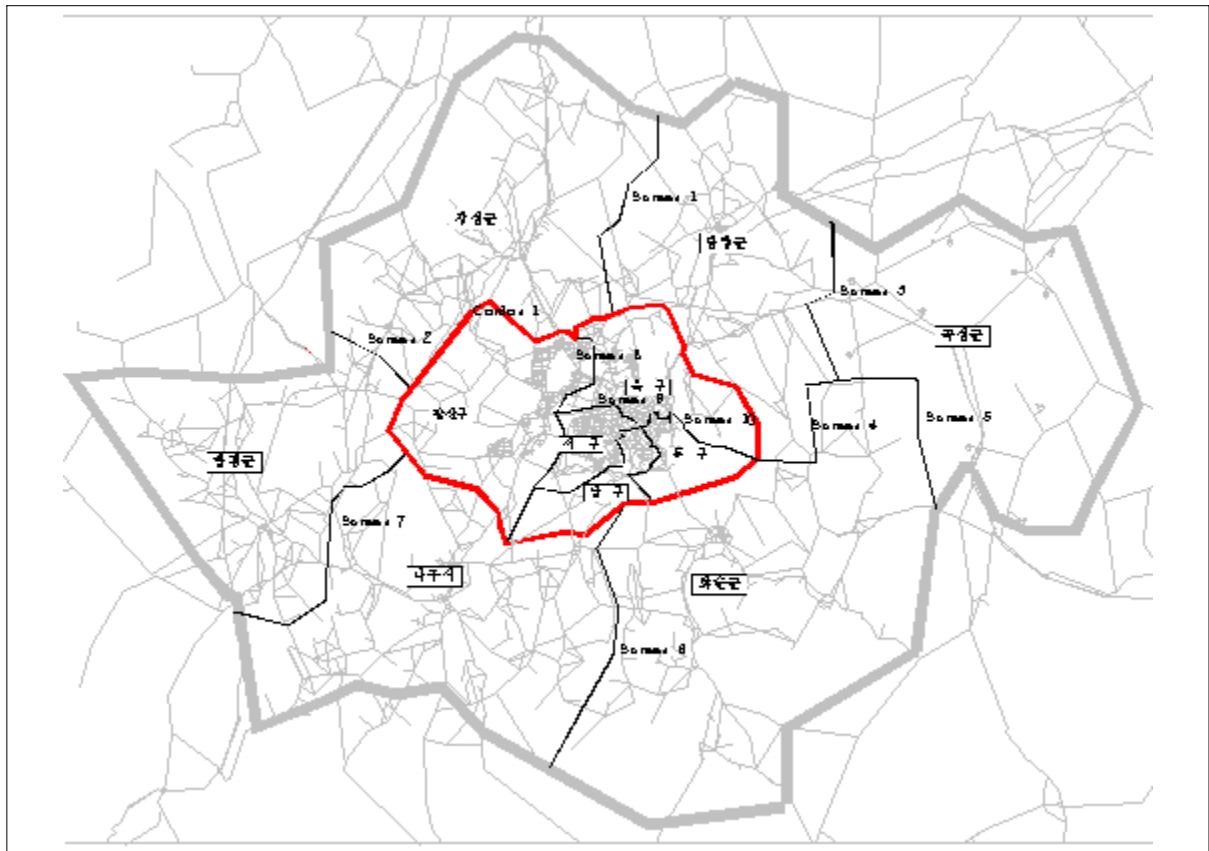 Screen 1
장성군
담양군
Screen 3
Cordon 1
Screen 2
곡성군
Screen 8
북 구
Screen 9
광산구
Screen 10
Screen 4
Screen 5
서 구
동 구
함평군
남 구
Screen 7
나주시
화순군
Screen 6